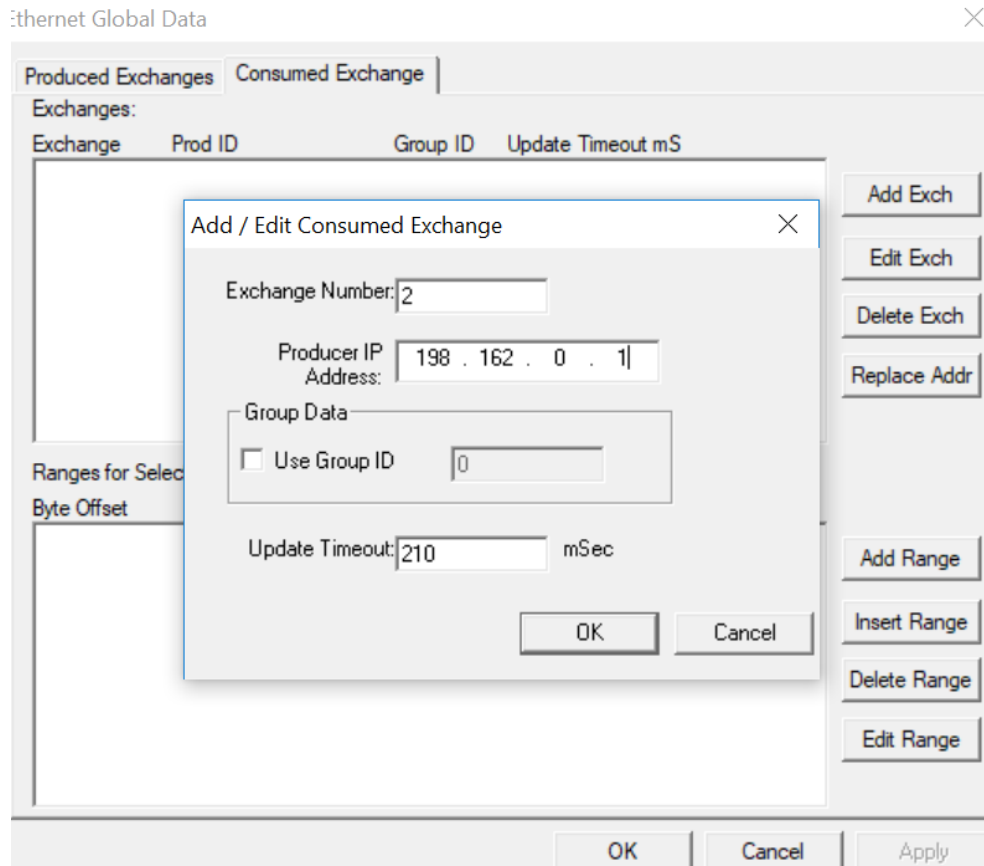 Ethernet Global Data
Produced Exchanges Consumed Exchange
Exchanges:
Exchange Prod ID Group ID Update Timeout mS
Add Exch
Edit Exch
Delete Exch
Replace Addr
Add / Edit Consumed Exchange
Exchange Number: 2
Producer IP
Address: 198 . 162 . 0 . 1
Group Data
Use Group ID 0
Update Timeout: 210 mSec
OK Cancel
Ranges for Selec
Byte Offset
Add Range
Insert Range
Delete Range
Edit Range
OK Cancel Apply